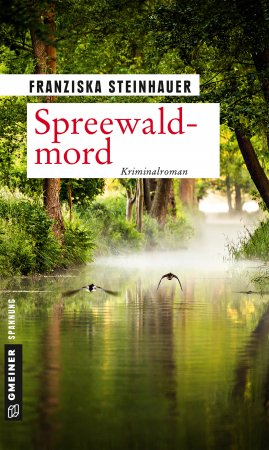 FRANZISKA STEINHAUER
Spreewald-
mord
Kriminalroman
GMEINER
SPANNUNG